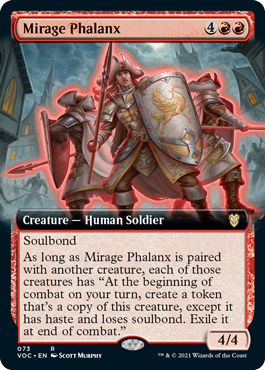 Mirage Phalanx 4
Creature — Human Soldier
Soulbond
As long as Mirage Phalanx is paired
with another creature, each of those
creatures has “At the beginning of
combat on your turn, create a token
that’s a copy of this creature, except it
has haste and loses soulbond. Exile it
at end of combat.”
4/4
073 R
VOC • EN Scott Murphy ™ & © 2021 Wizards of the Coast